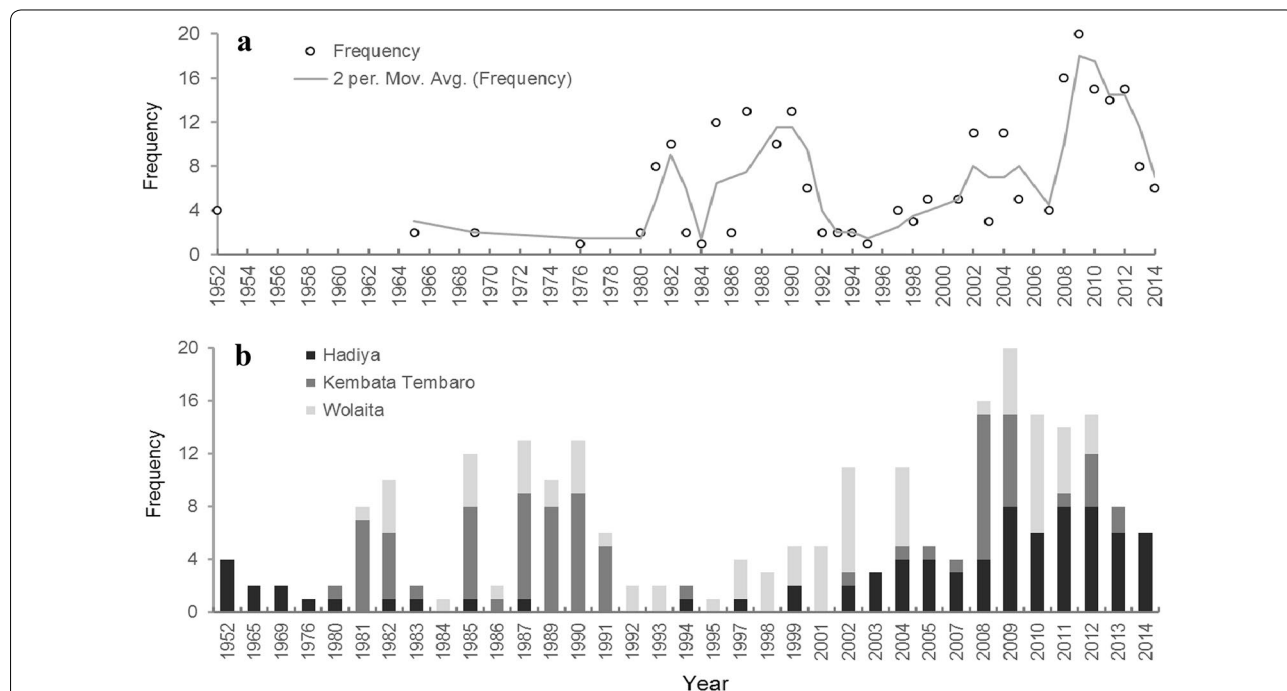 a
Frequency
2 per. Mov. Avg. (Frequency)
Frequency
20
16
12
8
4
0
1952 1954 1956 1958 1960 1962 1964 1965 1969 1970 1972 1974 1976 1978 1980 1982 1984 1986 1988 1990 1992 1994 1996 1998 2000 2002 2004 2006 2008 2010 2012 2014
b
Hadiya
Kembata Tembaro
Wolaita
Frequency
20
16
12
8
4
0
1952 1965 1969 1976 1980 1981 1982 1983 1984 1985 1986 1987 1989 1990 1991 1992 1993 1994 1995 1997 1998 1999 2001 2002 2003 2004 2005 2007 2008 2009 2010 2011 2012 2013 2014
Year